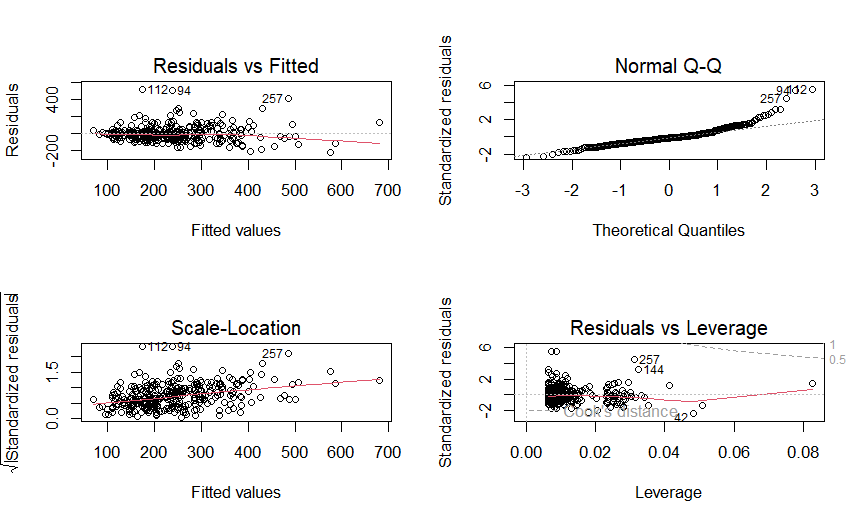 Residuals vs Fitted
Residuals
-200
400
112
94
257
100 200 300 400 500 600 700
Fitted values
Normal Q-Q
Standardized residuals
-2
2
6
94
112
257
-3 -2 -1 0 1 2 3
Theoretical Quantiles
Scale-Location
√|Standardized residuals|
0.0
1.5
112
94
257
100 200 300 400 500 600 700
Fitted values
Residuals vs Leverage
Standardized residuals
-2
2
6
257
144
42
Cook's distance
1
0.5
0.00 0.02 0.04 0.06 0.08
Leverage